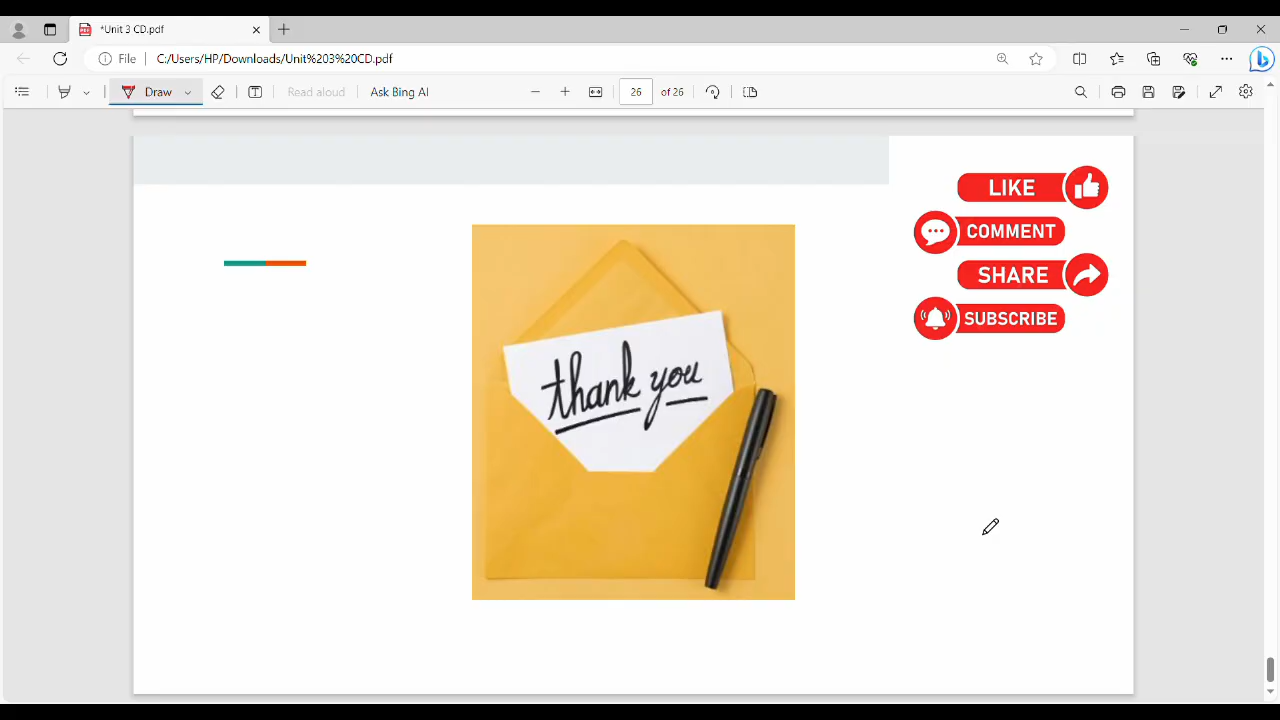 *Unit 3 CD.pdf
File C:/Users/HP/Downloads/Unit%203%20CD.pdf
Draw Read aloud Ask Bing AI 26 of 26
LIKE
COMMENT
SHARE
SUBSCRIBE
thank you